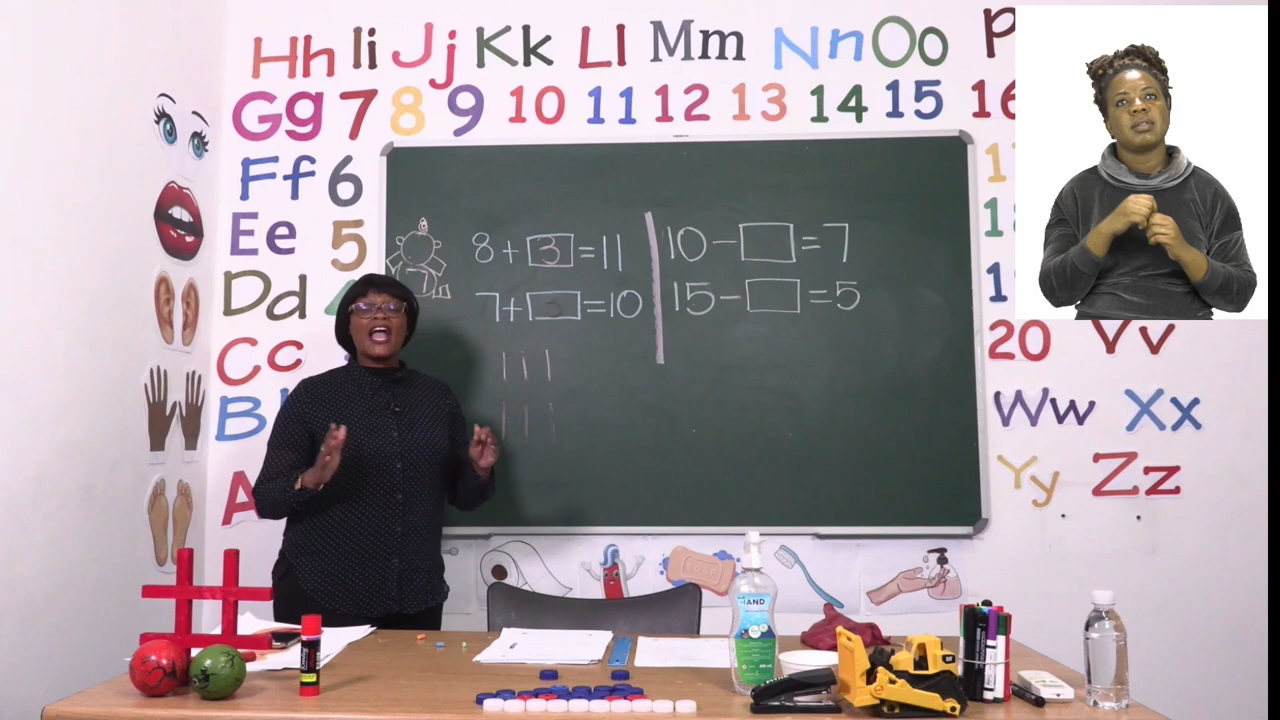 Hh Ii Jj Kk Ll Mm Nn Oo P
Gg 7 8 9 10 11 12 13 14 15 16
Ff 6
Ee 5
Dd
Cc
B
A
8 + 3 = 11
7 + 3 = 10
10 - □ = 7
15 - □ = 5
20 Vv
Ww Xx
Yy Zz
SOAP
HAND
CAT